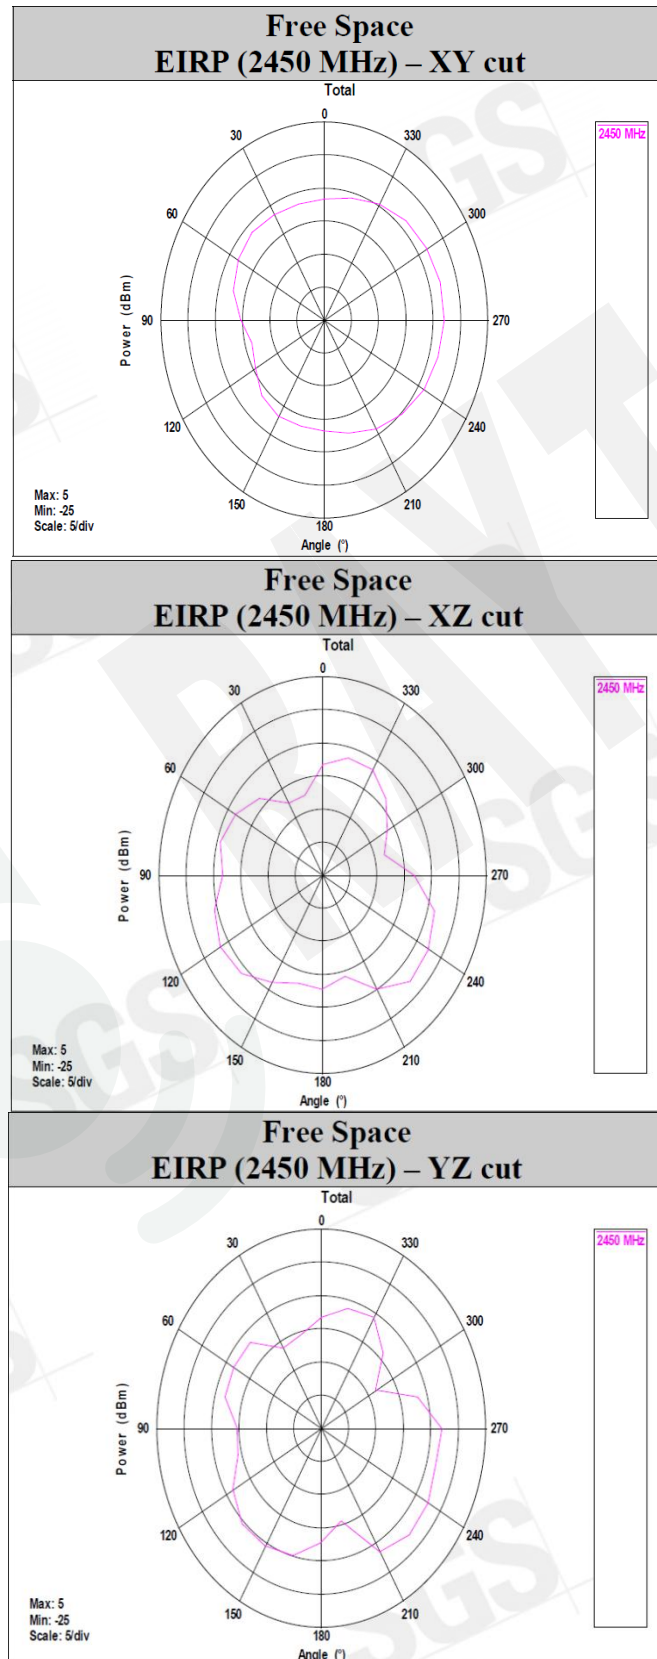 Free Space
EIRP (2450 MHz) – XY cut
Total
0
30
330
2450 MHz
60
300
90
270
Power (dBm)
120
240
150
210
180
Max: 5
Min: -25
Scale: 5/div
Angle (°)
SGS
DAYT
Free Space
EIRP (2450 MHz) – XZ cut
Total
0
30
330
2450 MHz
60
300
90
270
Power (dBm)
120
240
150
210
180
Max: 5
Min: -25
Scale: 5/div
Angle (°)
SGS
SGS
Free Space
EIRP (2450 MHz) – YZ cut
Total
0
30
330
2450 MHz
60
300
90
270
Power (dBm)
120
240
150
210
180
Max: 5
Min: -25
Scale: 5/div
Angle (°)
SGS